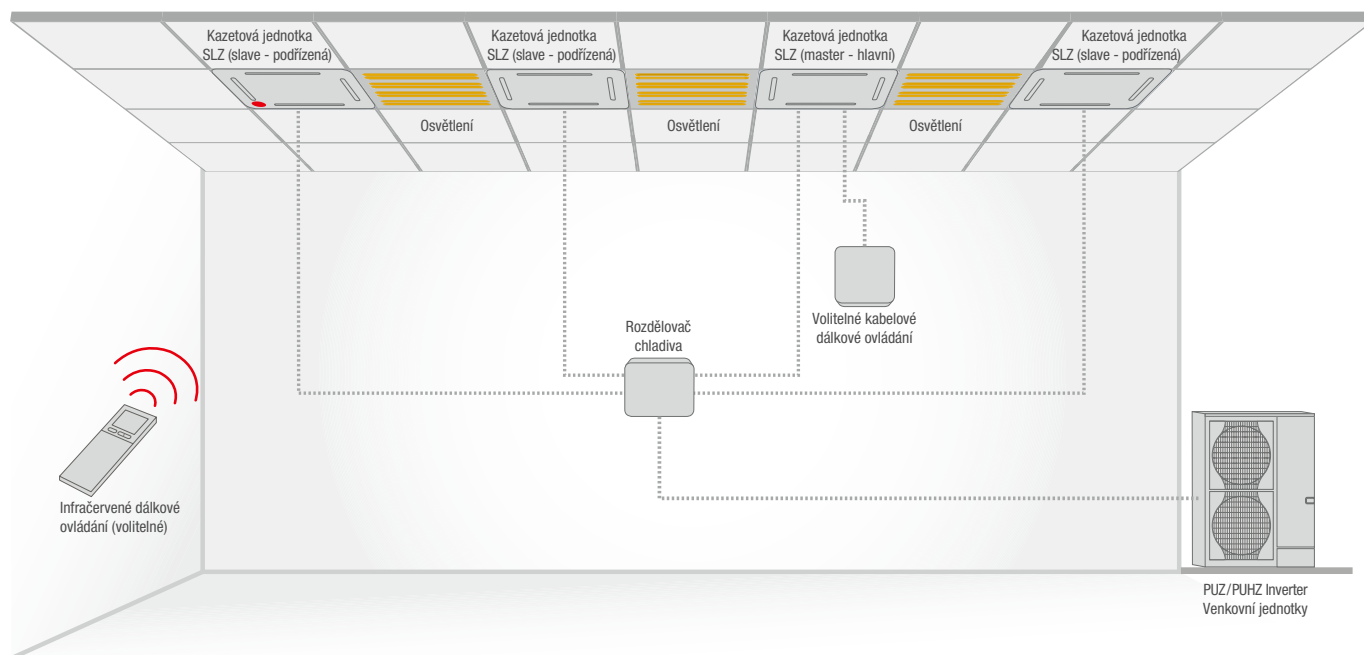 Kazetová jednotka
SLZ (slave - podřízená)
Kazetová jednotka
SLZ (slave - podřízená)
Kazetová jednotka
SLZ (master - hlavní)
Kazetová jednotka
SLZ (slave - podřízená)
Osvětlení
Osvětlení
Osvětlení
Volitelné kabelové
dálkové ovládání
Rozdělovač
chladiva
Infračervené dálkové
ovládání (volitelné)
PUZ/PUHZ Inverter
Venkovní jednotky